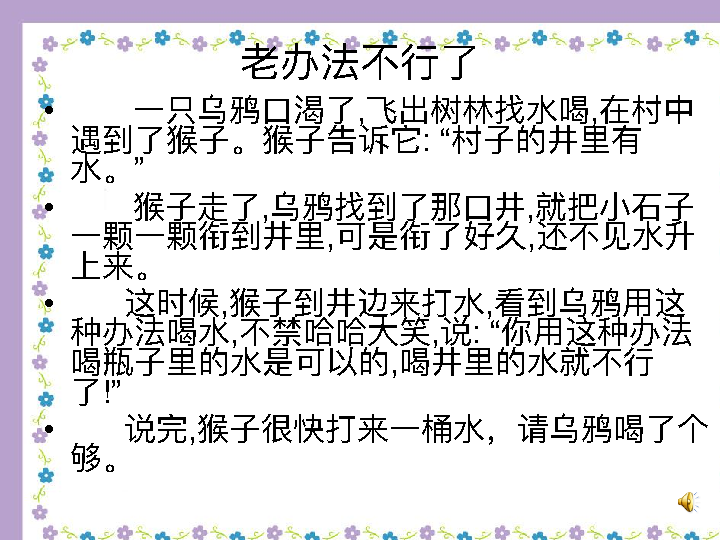 老办法不行了
• 一只乌鸦口渴了,飞出树林找水喝,在村中
遇到了猴子。猴子告诉它: “村子的井里有
水。”
• 猴子走了,乌鸦找到了那口井,就把小石子
一颗一颗衔到井里,可是衔了好久,还不见水升
上来。
• 这时候,猴子到井边来打水,看到乌鸦用这
种办法喝水,不禁哈哈大笑,说: “你用这种办法
喝瓶子里的水是可以的,喝井里的水就不行
了!”
• 说完,猴子很快打来一桶水，请乌鸦喝了个
够。